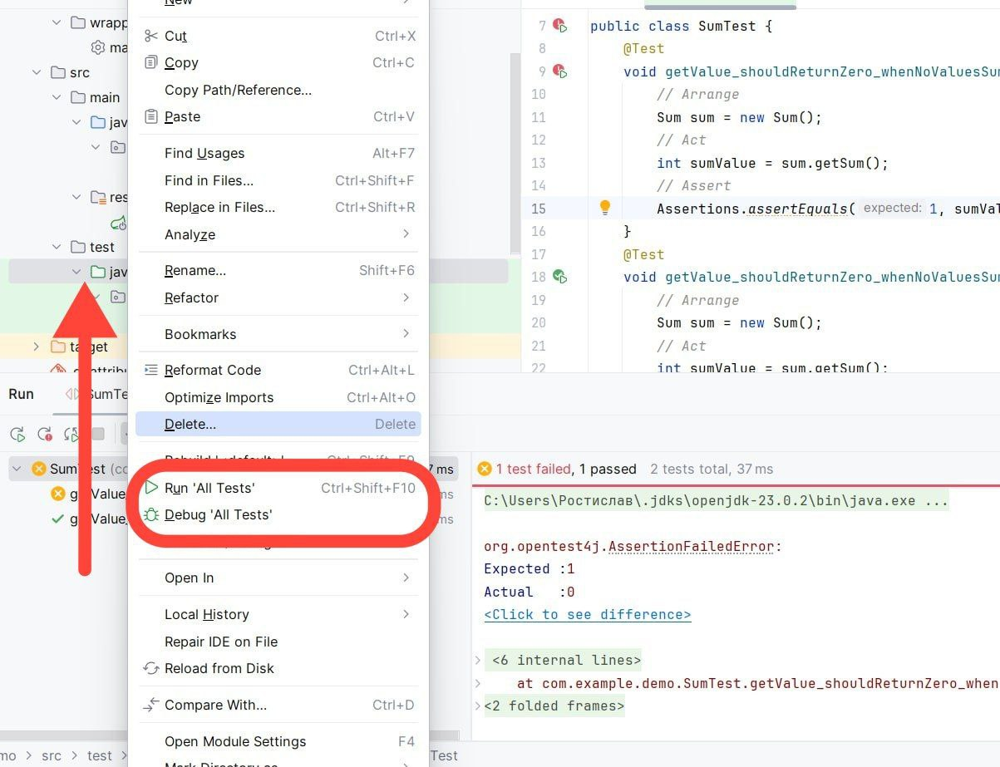 wrapp
ma
src
main
jav
res
test
jav
target
New
Cut Ctrl+X
Copy Ctrl+C
Copy Path/Reference...
Paste Ctrl+V
Find Usages Alt+F7
Find in Files... Ctrl+Shift+F
Replace in Files... Ctrl+Shift+R
Analyze
Rename... Shift+F6
Refactor
Bookmarks
Reformat Code Ctrl+Alt+L
Optimize Imports Ctrl+Alt+O
Delete... Delete
Run 'All Tests' Ctrl+Shift+F10
Debug 'All Tests'
Open In
Local History
Repair IDE on File
Reload from Disk
Compare With... Ctrl+D
Open Module Settings F4
Mark Directory as
7 public class SumTest {
8 @Test
9 void getValue_shouldReturnZero_whenNoValuesSu
10 // Arrange
11 Sum sum = new Sum();
12 // Act
13 int sumValue = sum.getSum();
14 // Assert
15 Assertions.assertEquals( expected: 1, sumVal
16 }
17 @Test
18 void getValue_shouldReturnZero_whenNoValuesSu
19 // Arrange
20 Sum sum = new Sum();
21 // Act
22 int sumValue = sum.getSum();
Run SumTe
SumTest (co 7 ms
Value_ ms
Value_ ms
1 test failed, 1 passed 2 tests total, 37 ms
C:\Users\Ростислав\.jdks\openjdk-23.0.2\bin\java.exe ...
org.opentest4j.AssertionFailedError:
Expected :1
Actual :0
<Click to see difference>
<6 internal lines>
at com.example.demo.SumTest.getValue_shouldReturnZero_when
<2 folded frames>
mo > src > test > Test